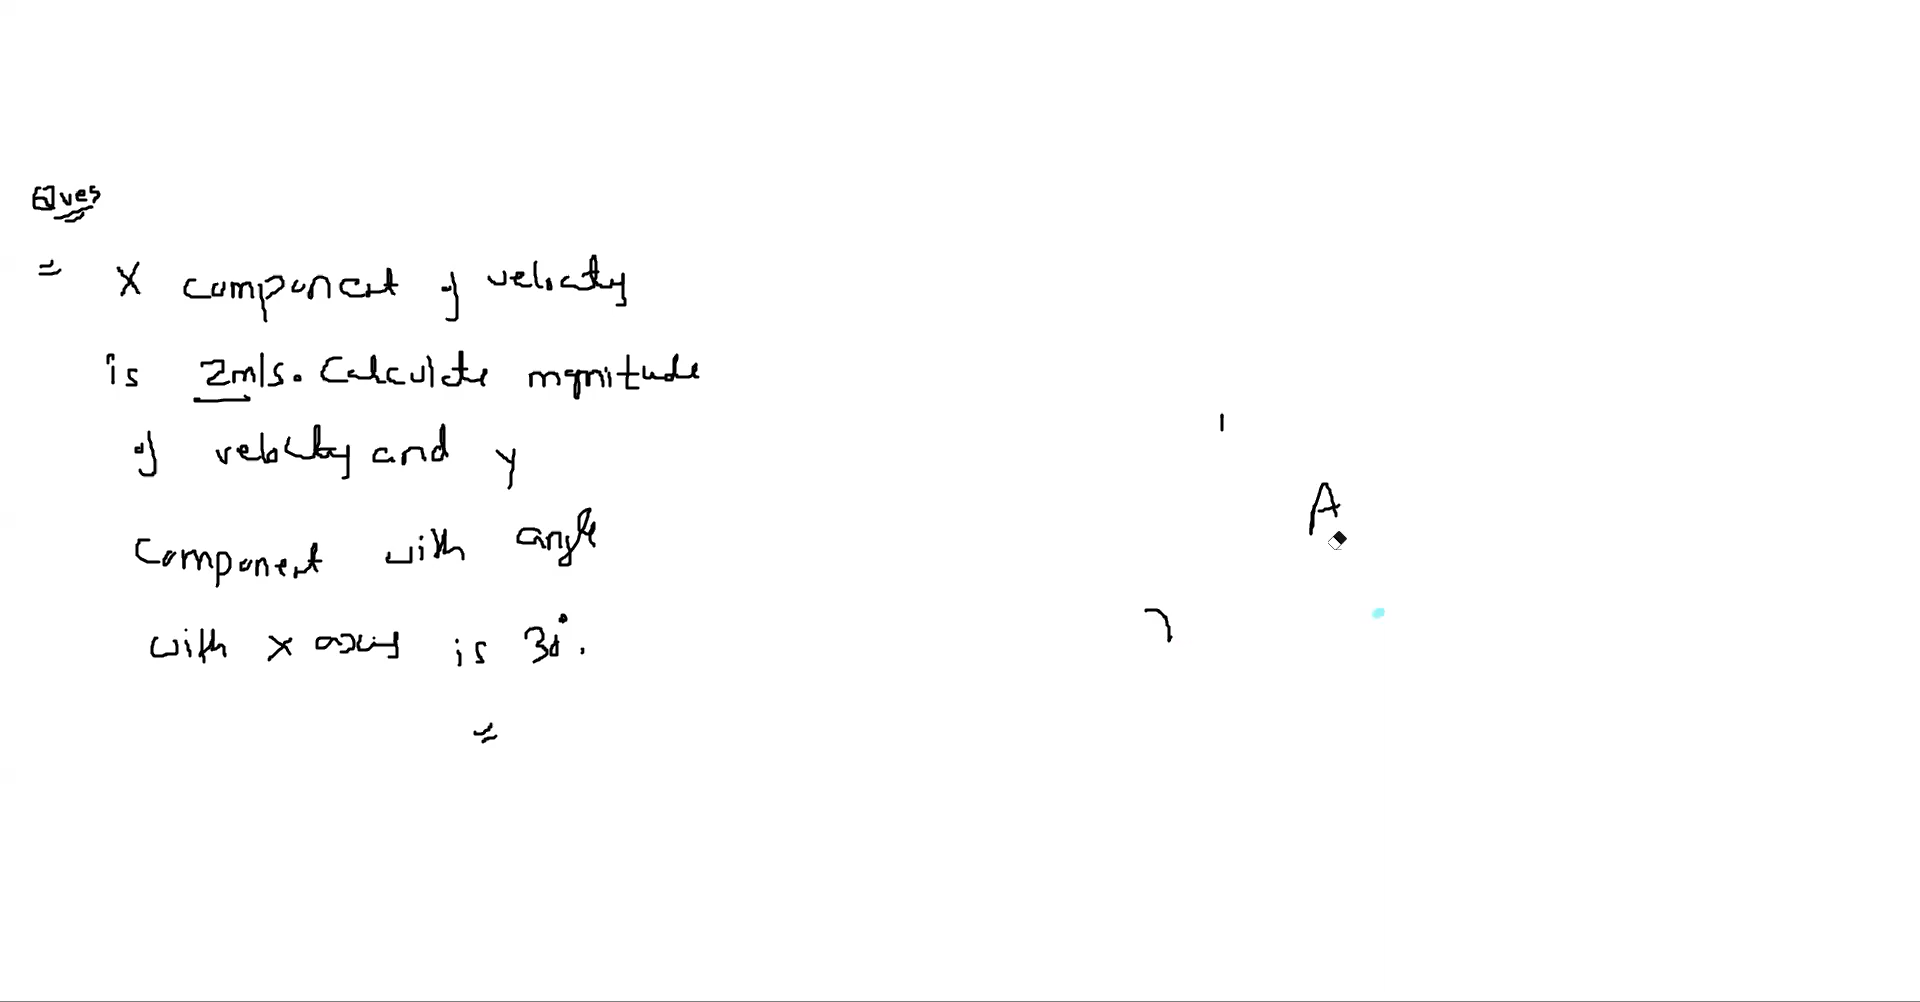 Ques
= X component of velocity
is 2m/s. Calculate magnitude
of velocity and y
component with angle
with x axis is 30°.
A